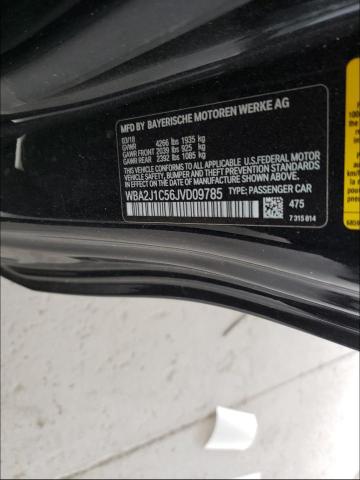 MFD BY BAYERISCHE MOTOREN WERKE AG
03/18
GVWR 4266 lbs 1935 kg
GAWR FRONT 2039 lbs 925 kg
GAWR REAR 2392 lbs 1085 kg
THIS VEHICLE CONFORMS TO ALL APPLICABLE U.S. FEDERAL MOTOR
VEHICLE SAFETY, BUMPER, AND THEFT PREVENTION STANDARDS
IN EFFECT ON THE DATE OF MANUFACTURE SHOWN ABOVE.
WBA2J1C56JVD09785 TYPE: PASSENGER CAR
475
7 315 814